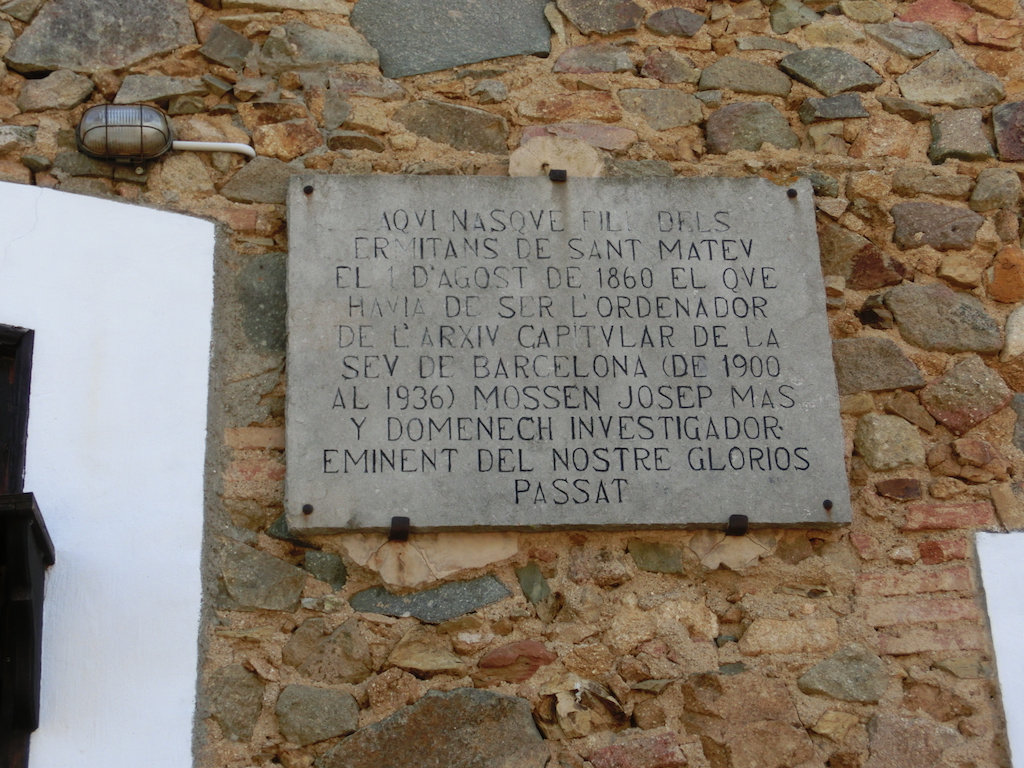 AQVI NASQVE FILL DELS
ERMITANS DE SANT MATEV
EL 1 D'AGOST DE 1860 EL QVE
HAVIA DE SER L'ORDENADOR
DE L'ARXIV CAPITVLAR DE LA
SEV DE BARCELONA (DE 1900
AL 1936) MOSSEN JOSEP MAS
Y DOMENECH INVESTIGADOR
EMINENT DEL NOSTRE GLORIOS
PASSAT